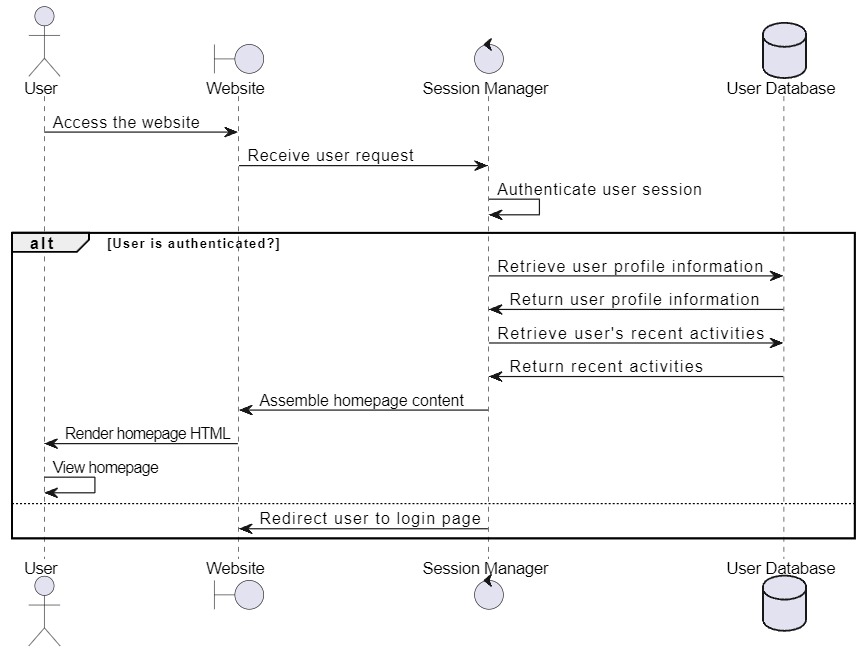 User Website Session Manager User Database
Access the website
Receive user request
Authenticate user session
alt [User is authenticated?]
Retrieve user profile information
Return user profile information
Retrieve user's recent activities
Return recent activities
Assemble homepage content
Render homepage HTML
View homepage
Redirect user to login page
User Website Session Manager User Database